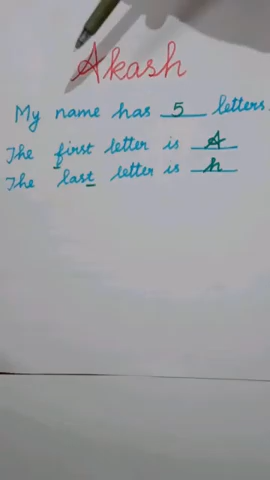 Akash
My name has 5 letters.
The first letter is A
The last letter is h